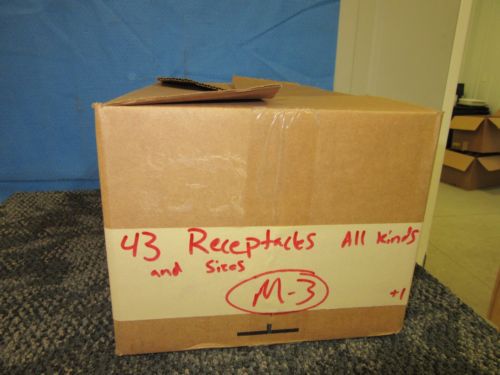 43 Receptacles All kinds
and Sizes
M-3
+1